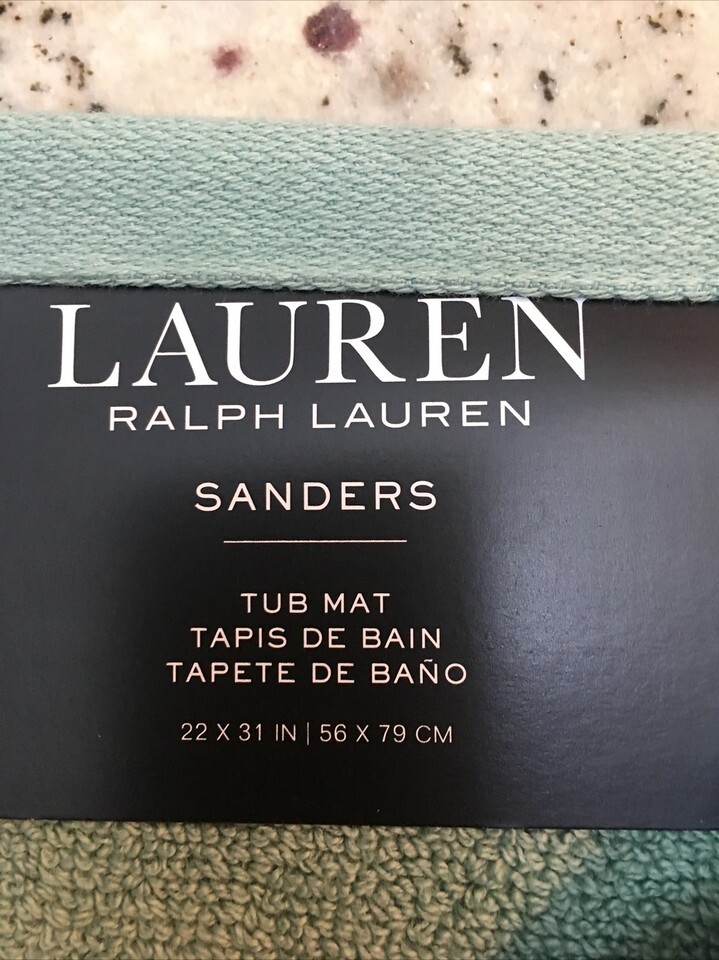 LAUREN
RALPH LAUREN
SANDERS
TUB MAT
TAPIS DE BAIN
TAPETE DE BAÑO
22 X 31 IN | 56 X 79 CM